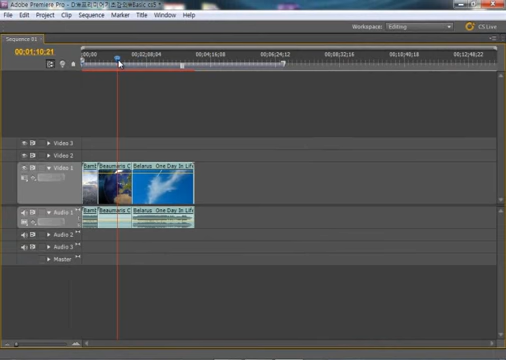 Adobe Premiere Pro
File Edit Project Clip Sequence Marker Title Window Help
Workspace: Editing CS Live
Sequence 01
00;01;10;21
00;00 00;02;08;04 00;04;16;08 00;06;24;12 00;08;32;16 00;10;40;18 00;12;48;22
Video 3
Video 2
Video 1 Beaumaris C Belarus One Day In Life
Audio 1 Beaumaris C Belarus One Day In Life
Audio 2
Audio 3
Master